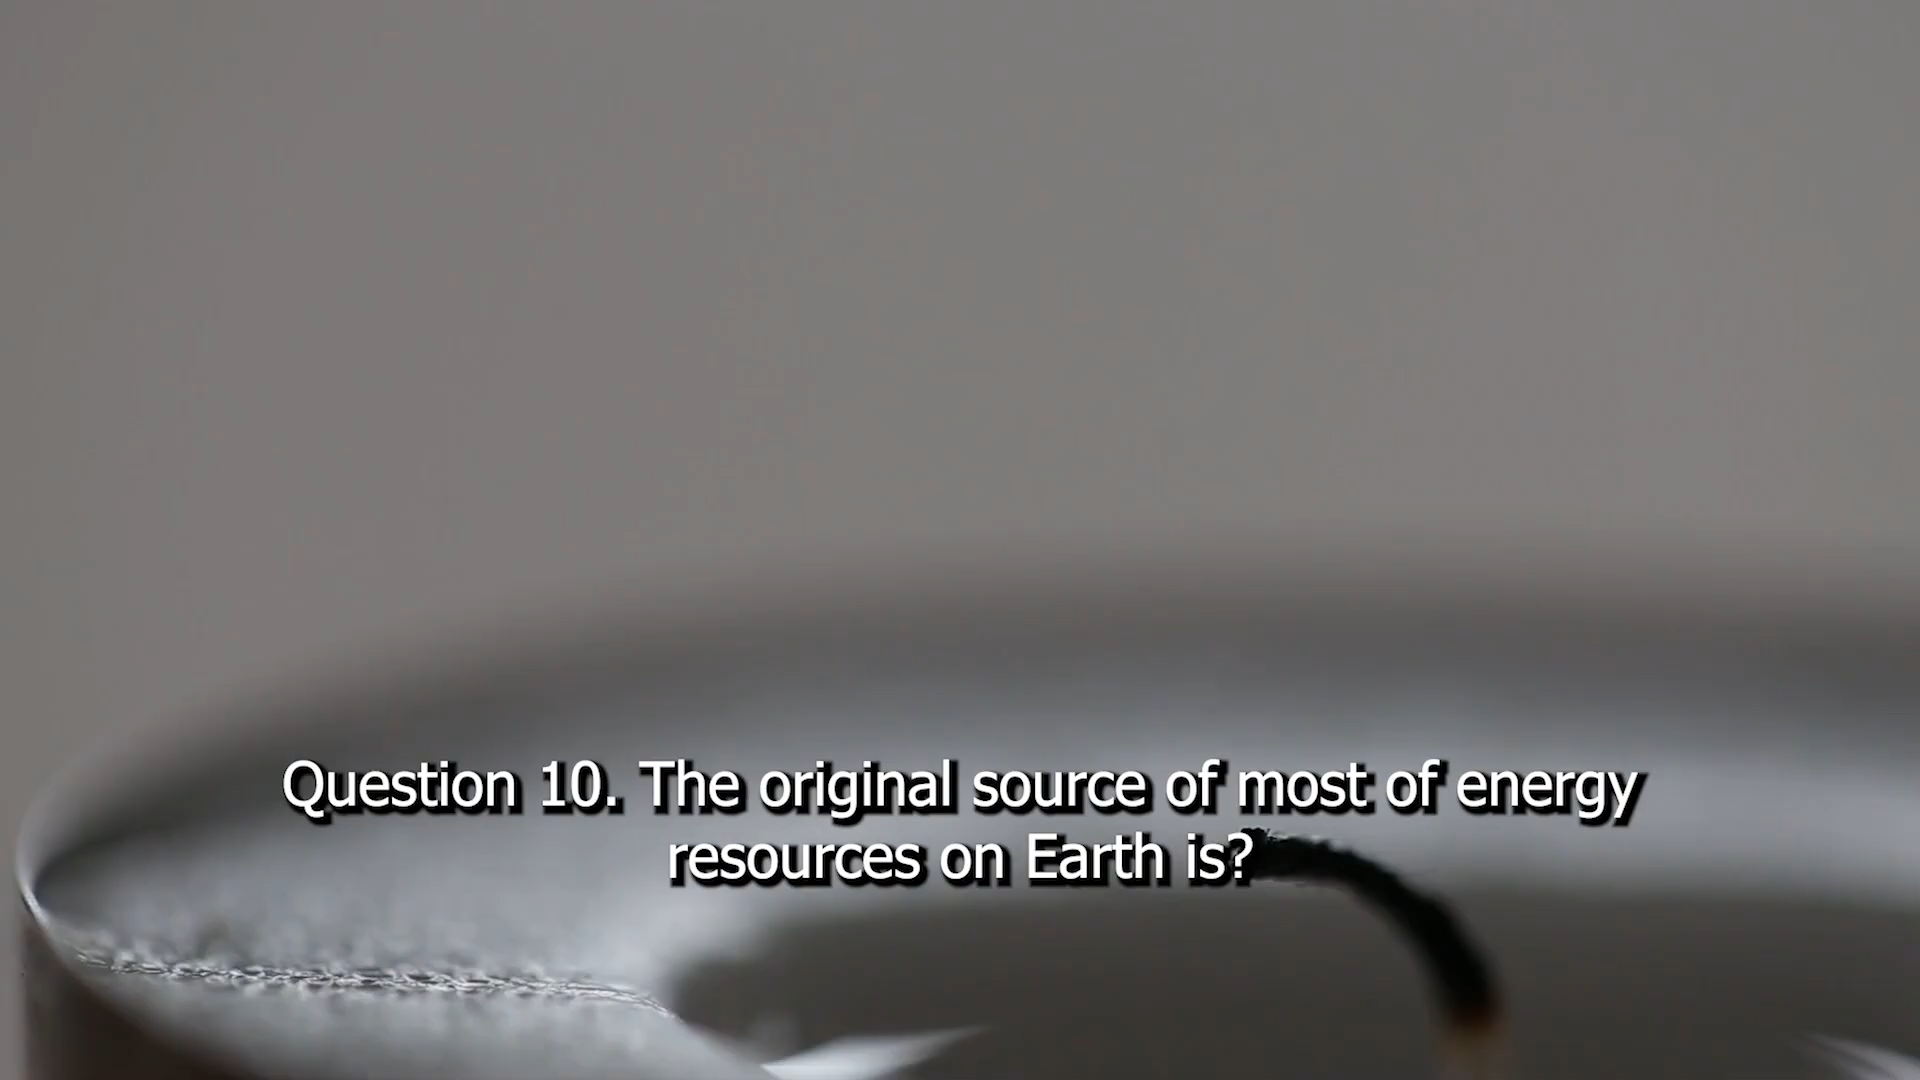 Question 10. The original source of most of energy
resources on Earth is?